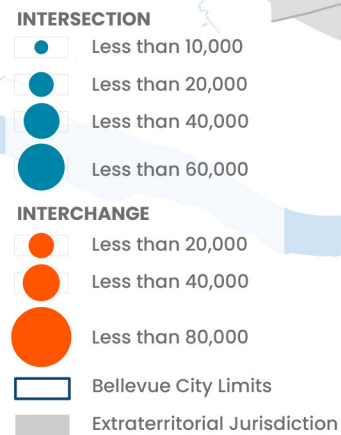 INTERSECTION
Less than 10,000
Less than 20,000
Less than 40,000
Less than 60,000
INTERCHANGE
Less than 20,000
Less than 40,000
Less than 80,000
Bellevue City Limits
Extraterritorial Jurisdiction